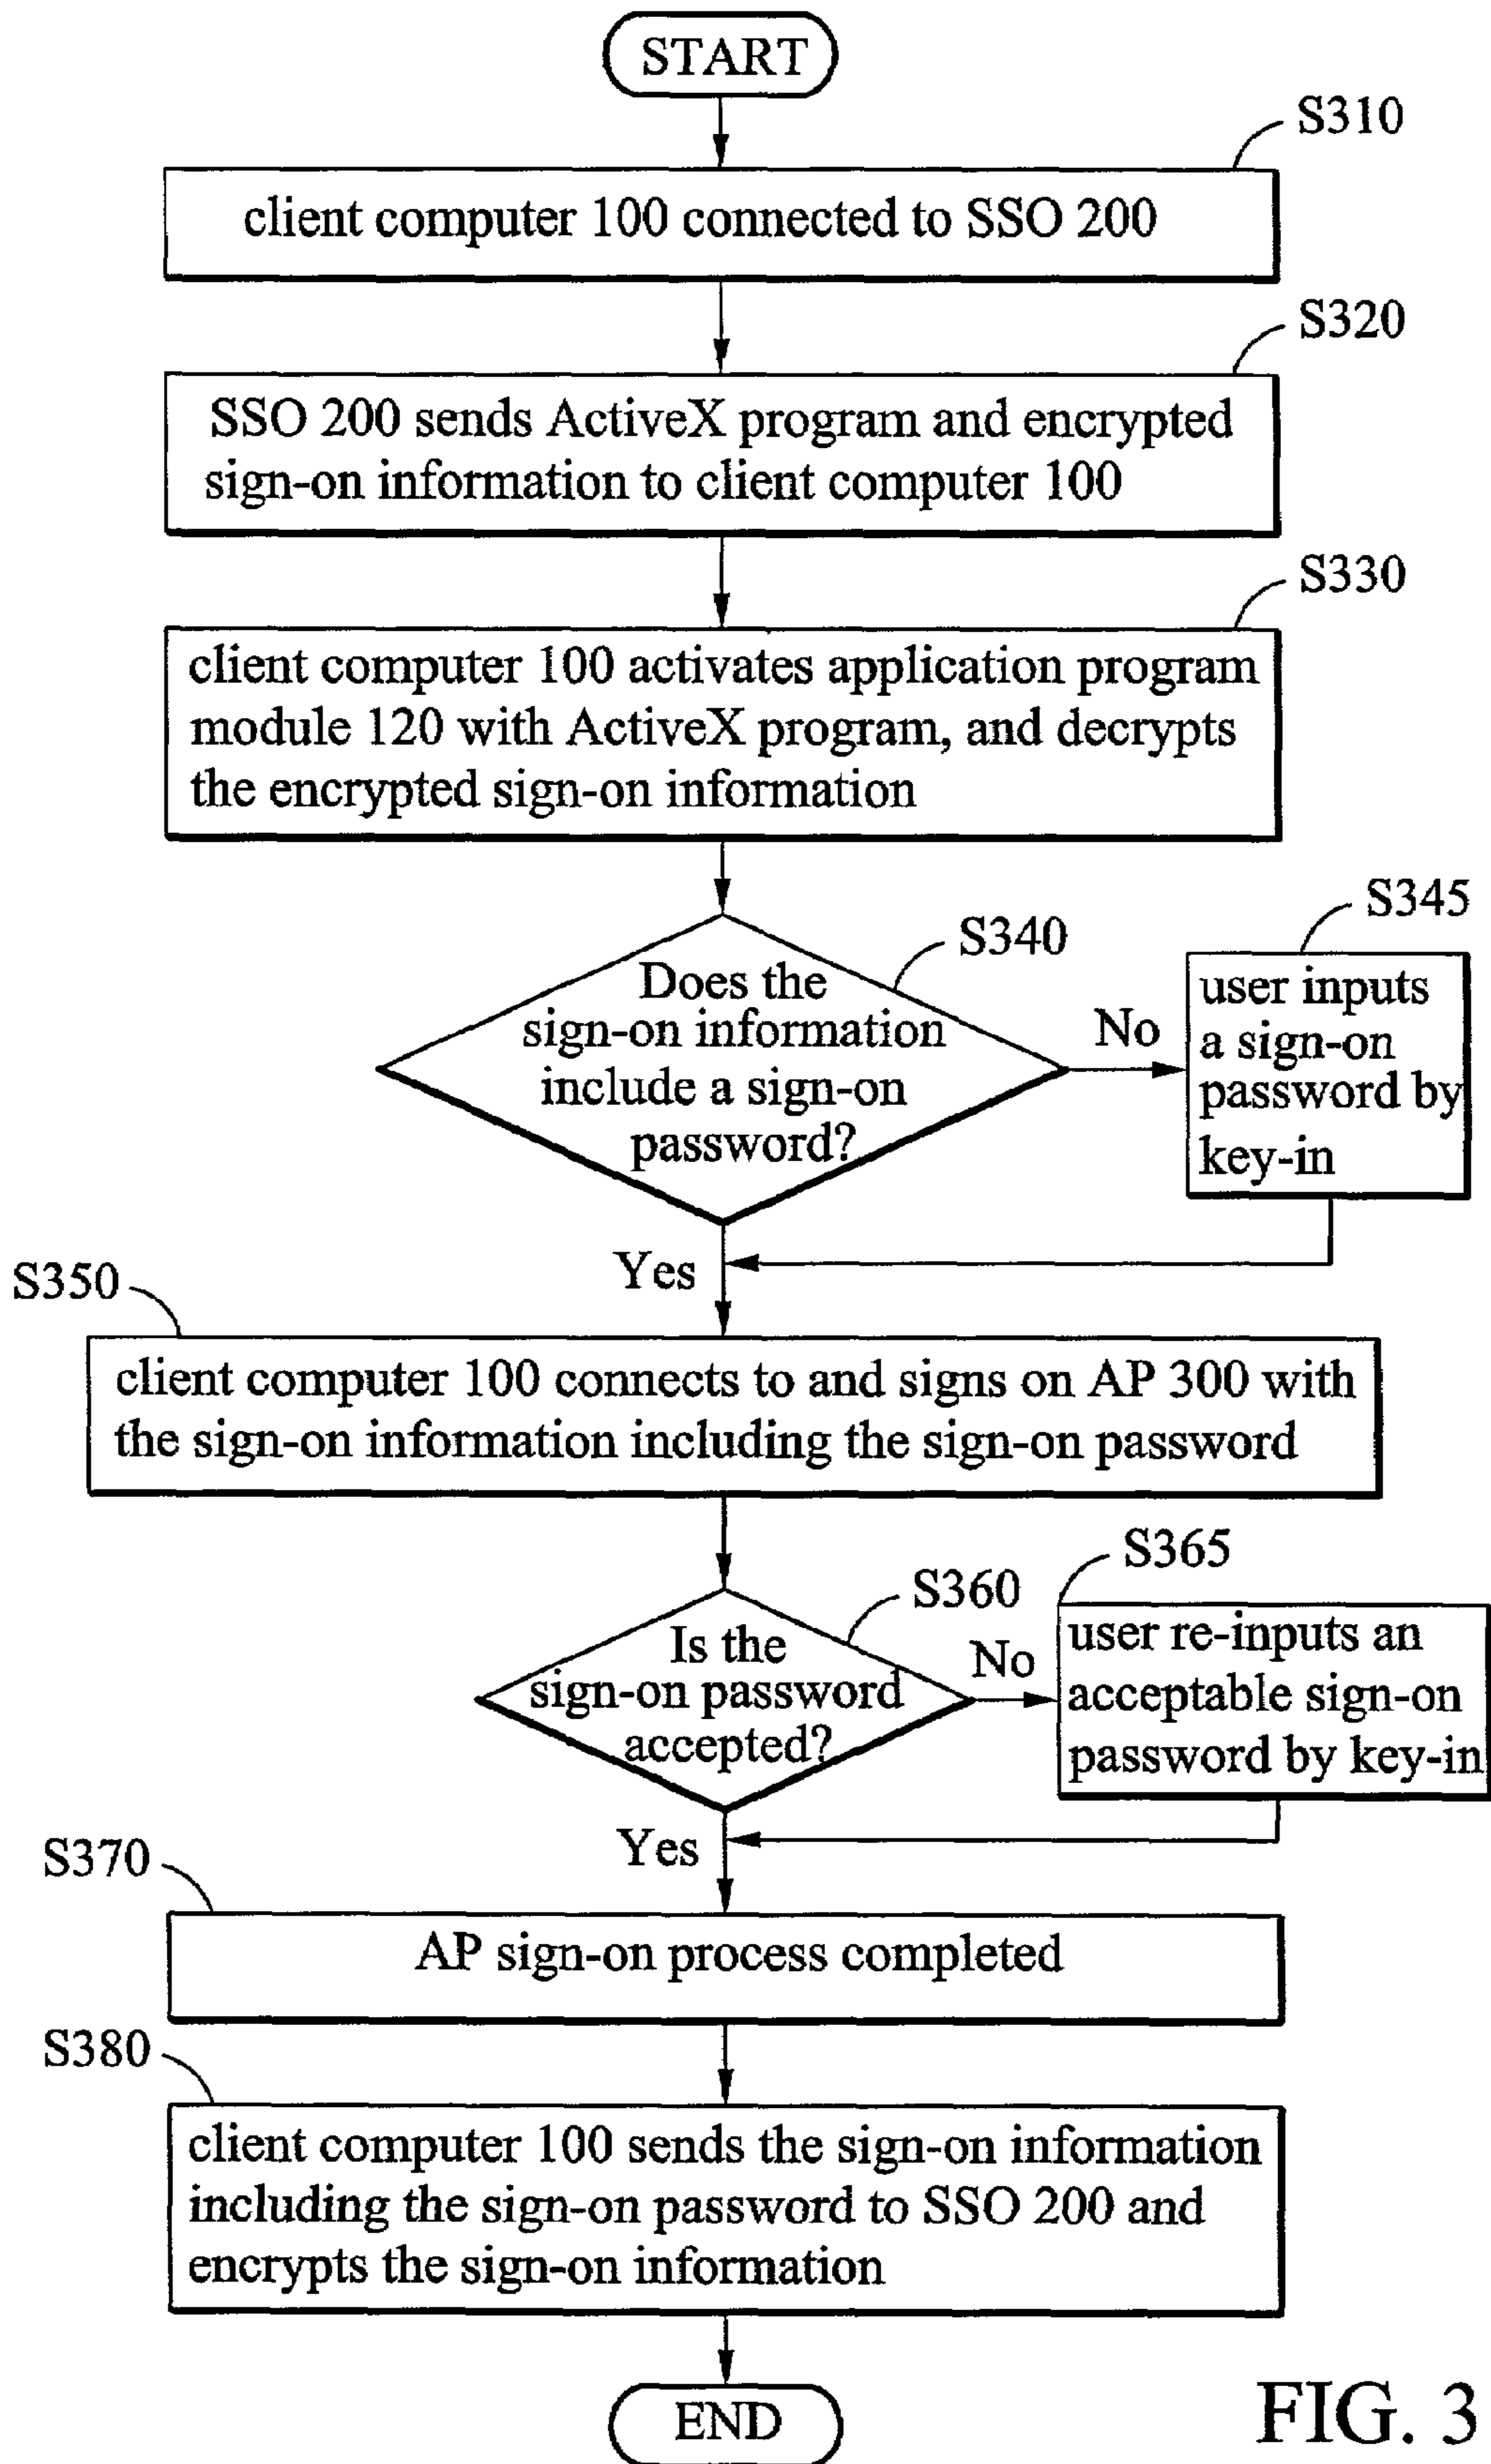 START
S310
client computer 100 connected to SSO 200
S320
SSO 200 sends ActiveX program and encrypted
sign-on information to client computer 100
S330
client computer 100 activates application program
module 120 with ActiveX program, and decrypts
the encrypted sign-on information
S340
Does the
sign-on information
include a sign-on
password?
No
S345
user inputs
a sign-on
password by
key-in
Yes
S350
client computer 100 connects to and signs on AP 300 with
the sign-on information including the sign-on password
S360
Is the
sign-on password
accepted?
No
S365
user re-inputs an
acceptable sign-on
password by key-in
Yes
S370
AP sign-on process completed
S380
client computer 100 sends the sign-on information
including the sign-on password to SSO 200 and
encrypts the sign-on information
END
FIG. 3